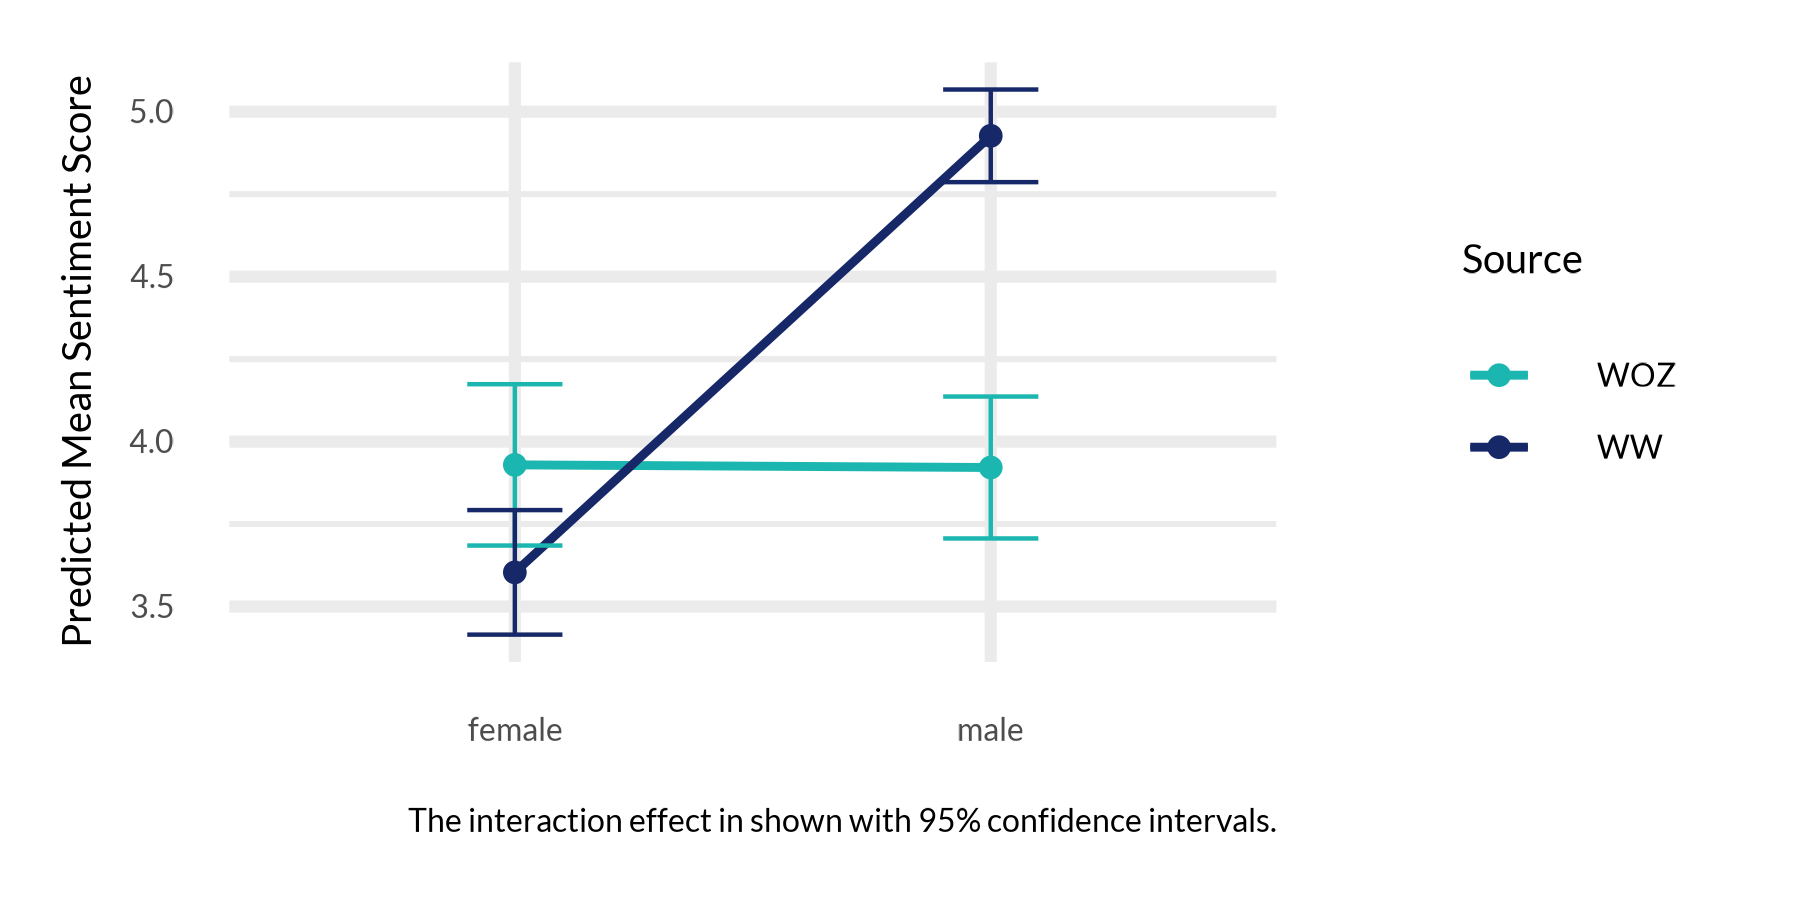 Predicted Mean Sentiment Score
5.0
4.5
4.0
3.5
female
male
Source
WOZ
WW
The interaction effect in shown with 95% confidence intervals.